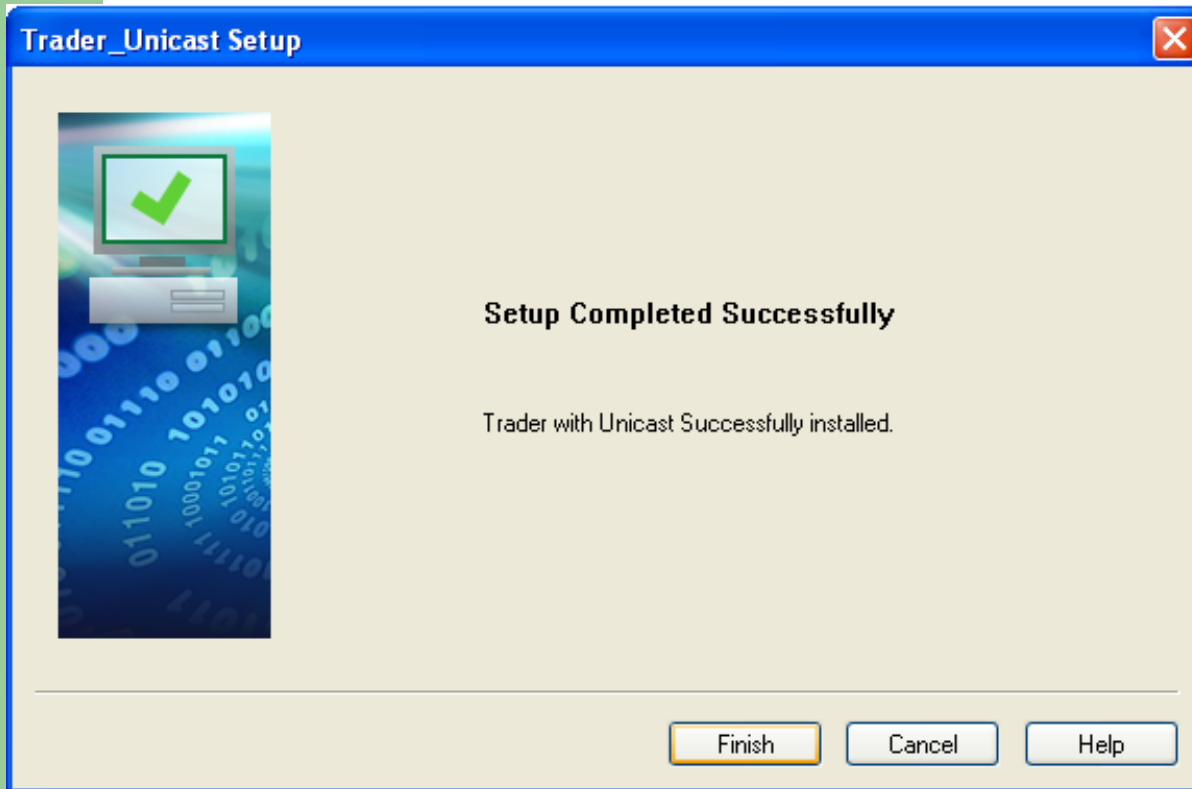 Trader_Unicast Setup
Setup Completed Successfully
Trader with Unicast Successfully installed.
Finish
Cancel
Help